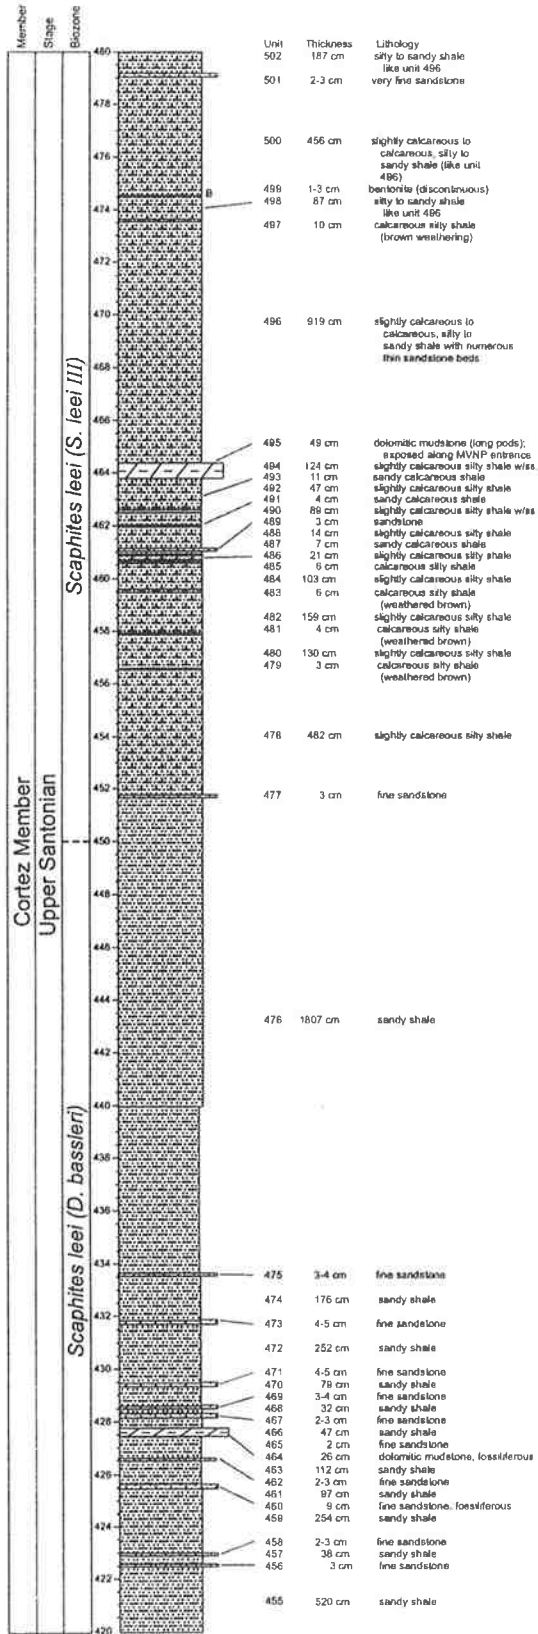 Member
Stage
Biozone
Cortez Member
Upper Santonian
Scaphites leei (S. leei III)
Scaphites leei (D. bassleri)
480
478
476
474
472
470
468
466
464
462
460
458
456
454
452
450
448
446
444
442
440
438
436
434
432
430
428
426
424
422
420
B
Unit Thickness Lithology
502 187 cm silty to sandy shale
like unit 496
501 2-3 cm very fine sandstone
500 456 cm slightly calcareous to
calcareous, silty to
sandy shale (like unit
496)
499 1-3 cm bentonite (discontinuous)
498 87 cm silty to sandy shale
like unit 496
497 10 cm calcareous silty shale
(brown weathering)
496 919 cm slightly calcareous to
calcareous, silty to
sandy shale with numerous
thin sandstone beds
495 49 cm dolomitic mudstone (long pods);
exposed along MVNP entrance
494 124 cm slightly calcareous silty shale w/ss
493 11 cm sandy calcareous shale
492 47 cm slightly calcareous silty shale
491 4 cm sandy calcareous shale
490 89 cm slightly calcareous silty shale w/ss
489 3 cm sandstone
488 14 cm slightly calcareous silty shale
487 7 cm sandy calcareous shale
486 21 cm slightly calcareous silty shale
485 6 cm calcareous silty shale
484 103 cm slightly calcareous silty shale
483 6 cm calcareous silty shale
(weathered brown)
482 159 cm slightly calcareous silty shale
481 4 cm calcareous silty shale
(weathered brown)
480 130 cm slightly calcareous silty shale
479 3 cm calcareous silty shale
(weathered brown)
478 482 cm slightly calcareous silty shale
477 3 cm fine sandstone
476 1807 cm sandy shale
475 3-4 cm fine sandstone
474 176 cm sandy shale
473 4-5 cm fine sandstone
472 252 cm sandy shale
471 4-5 cm fine sandstone
470 79 cm sandy shale
469 3-4 cm fine sandstone
468 32 cm sandy shale
467 2-3 cm fine sandstone
466 47 cm sandy shale
465 2 cm fine sandstone
464 26 cm dolomitic mudstone, fossiliferous
463 112 cm sandy shale
462 2-3 cm fine sandstone
461 97 cm sandy shale
460 9 cm fine sandstone, fossiliferous
459 254 cm sandy shale
458 2-3 cm fine sandstone
457 38 cm sandy shale
456 3 cm fine sandstone
455 520 cm sandy shale